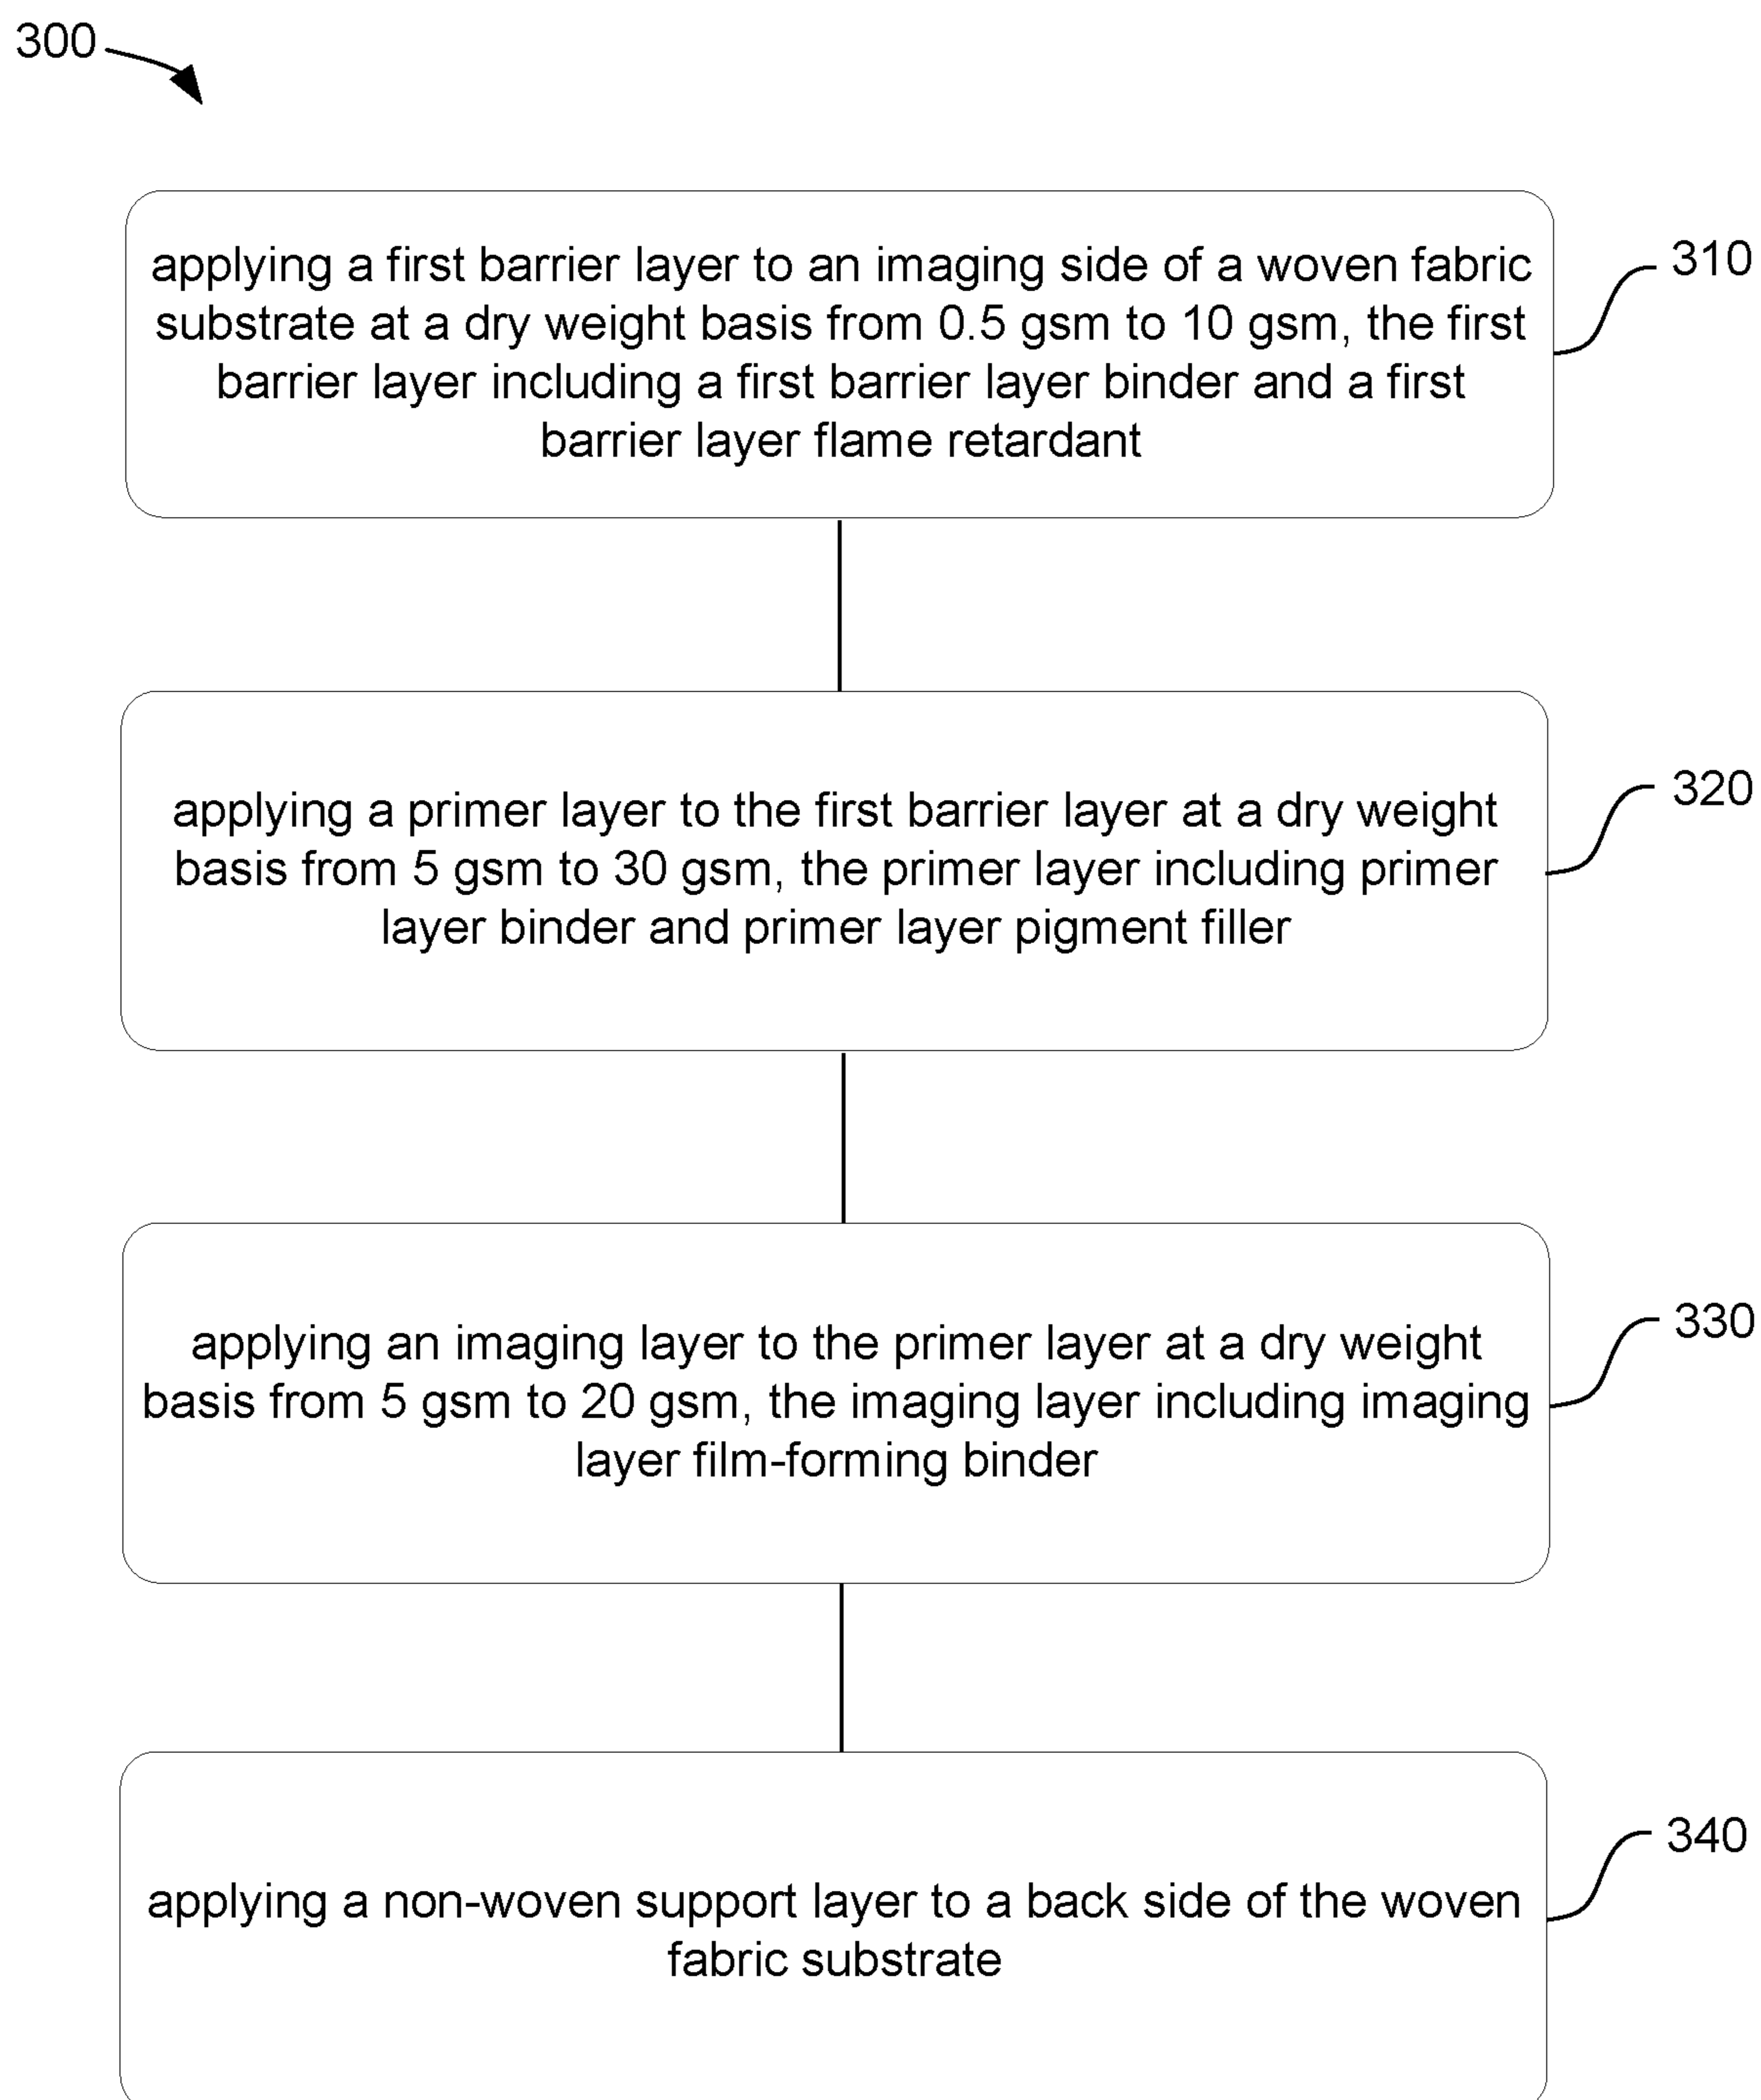 300
applying a first barrier layer to an imaging side of a woven fabric
substrate at a dry weight basis from 0.5 gsm to 10 gsm, the first
barrier layer including a first barrier layer binder and a first
barrier layer flame retardant
310
applying a primer layer to the first barrier layer at a dry weight
basis from 5 gsm to 30 gsm, the primer layer including primer
layer binder and primer layer pigment filler
320
applying an imaging layer to the primer layer at a dry weight
basis from 5 gsm to 20 gsm, the imaging layer including imaging
layer film-forming binder
330
applying a non-woven support layer to a back side of the woven
fabric substrate
340